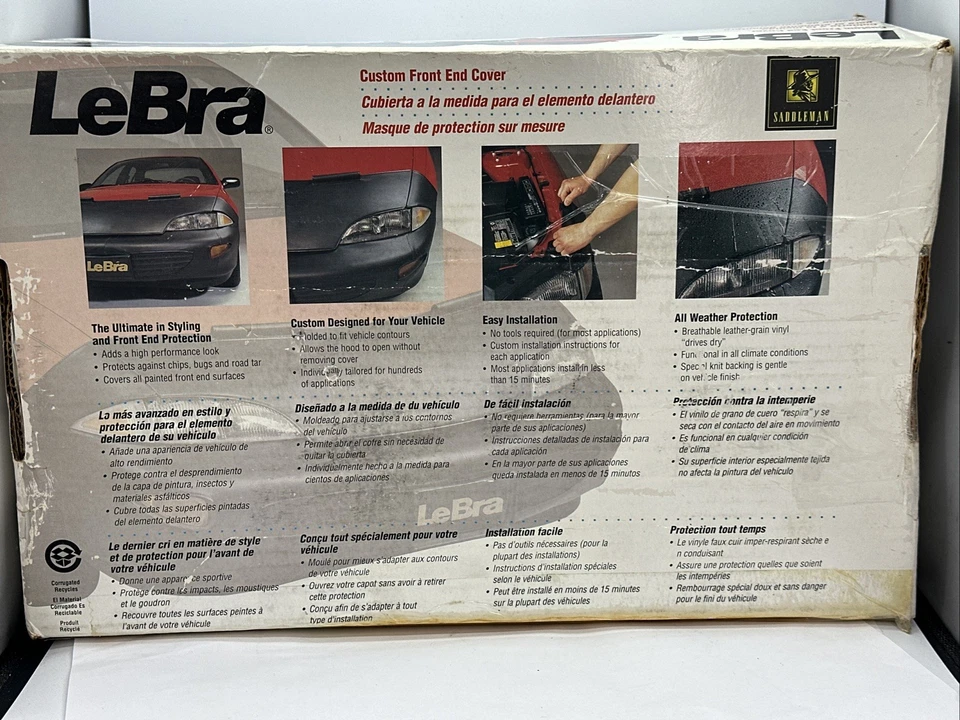 LeBra
LeBra®
Custom Front End Cover
Cubierta a la medida para el elemento delantero
Masque de protection sur mesure
SADDLEMAN
LeBra
The Ultimate in Styling
and Front End Protection
• Adds a high performance look
• Protects against chips, bugs and road tar
• Covers all painted front end surfaces
Custom Designed for Your Vehicle
• olded to fit vehicle contours
• Allows the hood to open without
removing cover
• tailored for hundreds
of applications
Easy Installation
• No tools required (for most applications)
• Custom installation instructions for
each application
• Most applications install in less
than 15 minutes
All Weather Protection
• Breathable leather-grain vinyl
"dries dry"
• in all climate conditions
• knit backing is gentle
on finish
Lo más avanzado en estilo y
protección para el elemento
delantero de su vehículo
• Añade una apariencia de vehículo de
alto rendimiento
• Protege contra el desprendimiento
de la capa de pintura, insectos y
materiales asfálticos
• Cubre todas las superficies pintadas
del elemento delantero
Diseñado a la medida de du vehículo
• Moldeado para ajustarse a los contornos
del vehículo
• Permite abrir el cofre sin necesidad de
quitar la cubierta
• Individualmente hecho a la medida para
cientos de aplicaciones
De fácil instalación
• No requiere herramientas (para la mayor
parte de sus aplicaciones)
• Instrucciones detalladas de instalación para
cada aplicación
• En la mayor parte de sus aplicaciones
queda instalada en menos de 15 minutos
Protección contra la intemperie
• El vinilo de grano de cuero "respira" y se
seca con el contacto del aire en movimiento
• Es funcional en cualquier condición
de clima
• Su superficie interior especialmente tejida
no afecta la pintura del vehículo
LeBra
Le dernier cri en matière de style
et de protection pour l'avant de
votre véhicule
• Donne une sportive
• Protège contre les impacts, les moustiques
et le goudron
• Recouvre toutes les surfaces peintes à
l'avant de votre véhicule
Conçu tout spécialement pour votre
véhicule
• Moulé pour mieux s'adapter aux contours
de votre véhicule
• Ouvrez votre capot sans avoir à retirer
cette protection
• Conçu afin de s'adapter à tout
type d'installation
Installation facile
• Pas d'outils nécessaires (pour la
plupart des installations)
• Instructions d'installation spéciales
selon le véhicule
• Peut être installé en moins de 15 minutes
sur la plupart des véhicules
Protection tout temps
• Le vinyle faux cuir imper-respirant sèche e
n conduisant
• Assure une protection quelles que soient
les intempéries
• Rembourrage spécial doux et sans danger
pour le fini du véhicule
Corrugated
Recycles
El Material
Corrugado Es
Reciclable
Produit
Recyclé